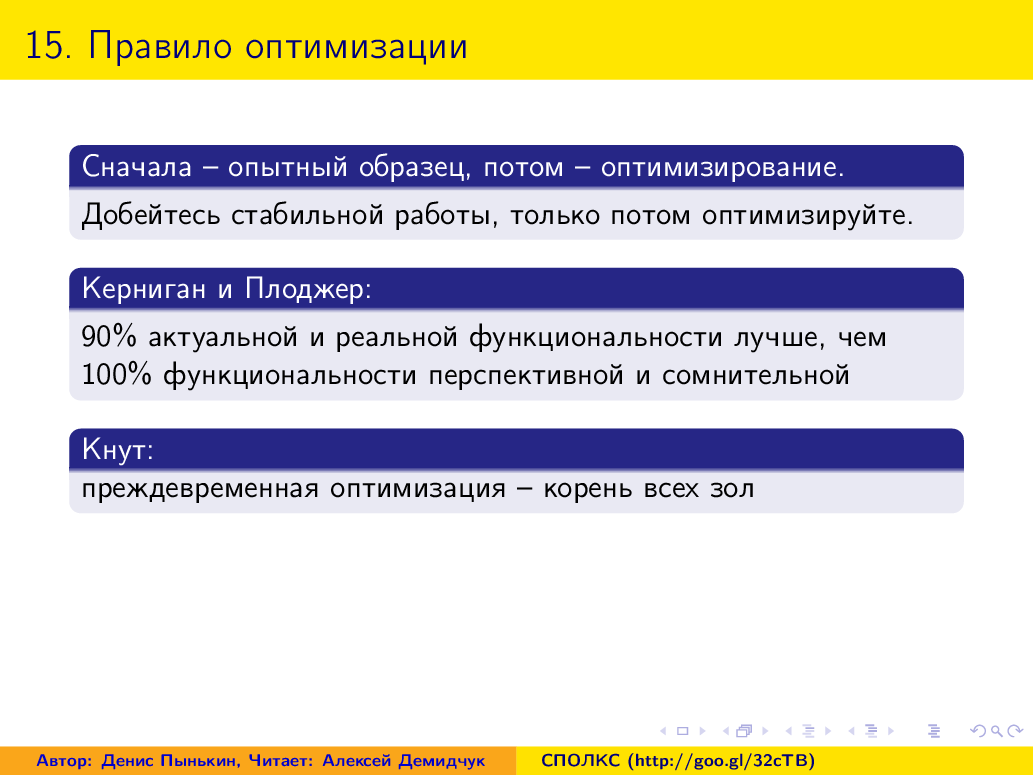 15. Правило оптимизации
Сначала – опытный образец, потом – оптимизирование.
Добейтесь стабильной работы, только потом оптимизируйте.
Керниган и Плоджер:
90% актуальной и реальной функциональности лучше, чем
100% функциональности перспективной и сомнительной
Кнут:
преждевременная оптимизация – корень всех зол
Автор: Денис Пынькин, Читает: Алексей Демидчук
СПОЛКС (http://goo.gl/32cTB)